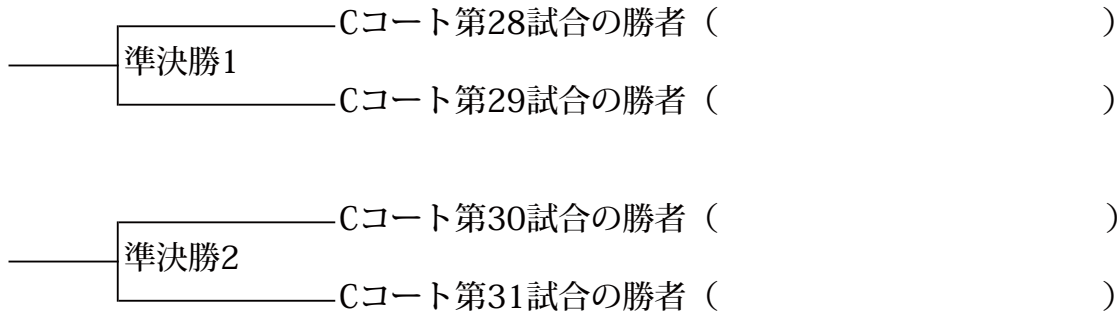 Cコート第28試合の勝者（　　　　　　　　　　　　　）
準決勝1
Cコート第29試合の勝者（　　　　　　　　　　　　　）
Cコート第30試合の勝者（　　　　　　　　　　　　　）
準決勝2
Cコート第31試合の勝者（　　　　　　　　　　　　　）